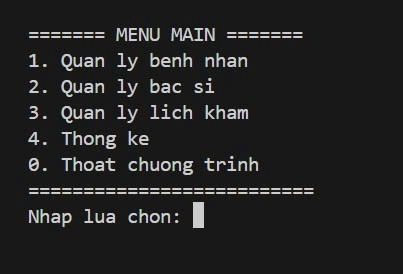 ======= MENU MAIN =======
1. Quan ly benh nhan
2. Quan ly bac si
3. Quan ly lich kham
4. Thong ke
0. Thoat chuong trinh
==========================
Nhap lua chon: